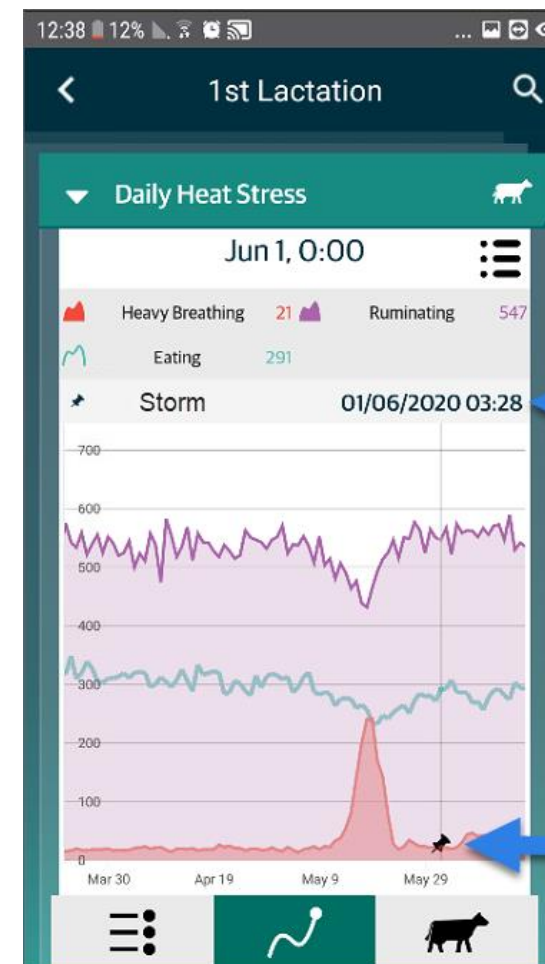 12:38 12% ...
1st Lactation
Daily Heat Stress
Jun 1, 0:00
Heavy Breathing 21 Ruminating 547
Eating 291
Storm 01/06/2020 03:28
700
600
500
400
300
200
100
0
Mar 30 Apr 19 May 9 May 29